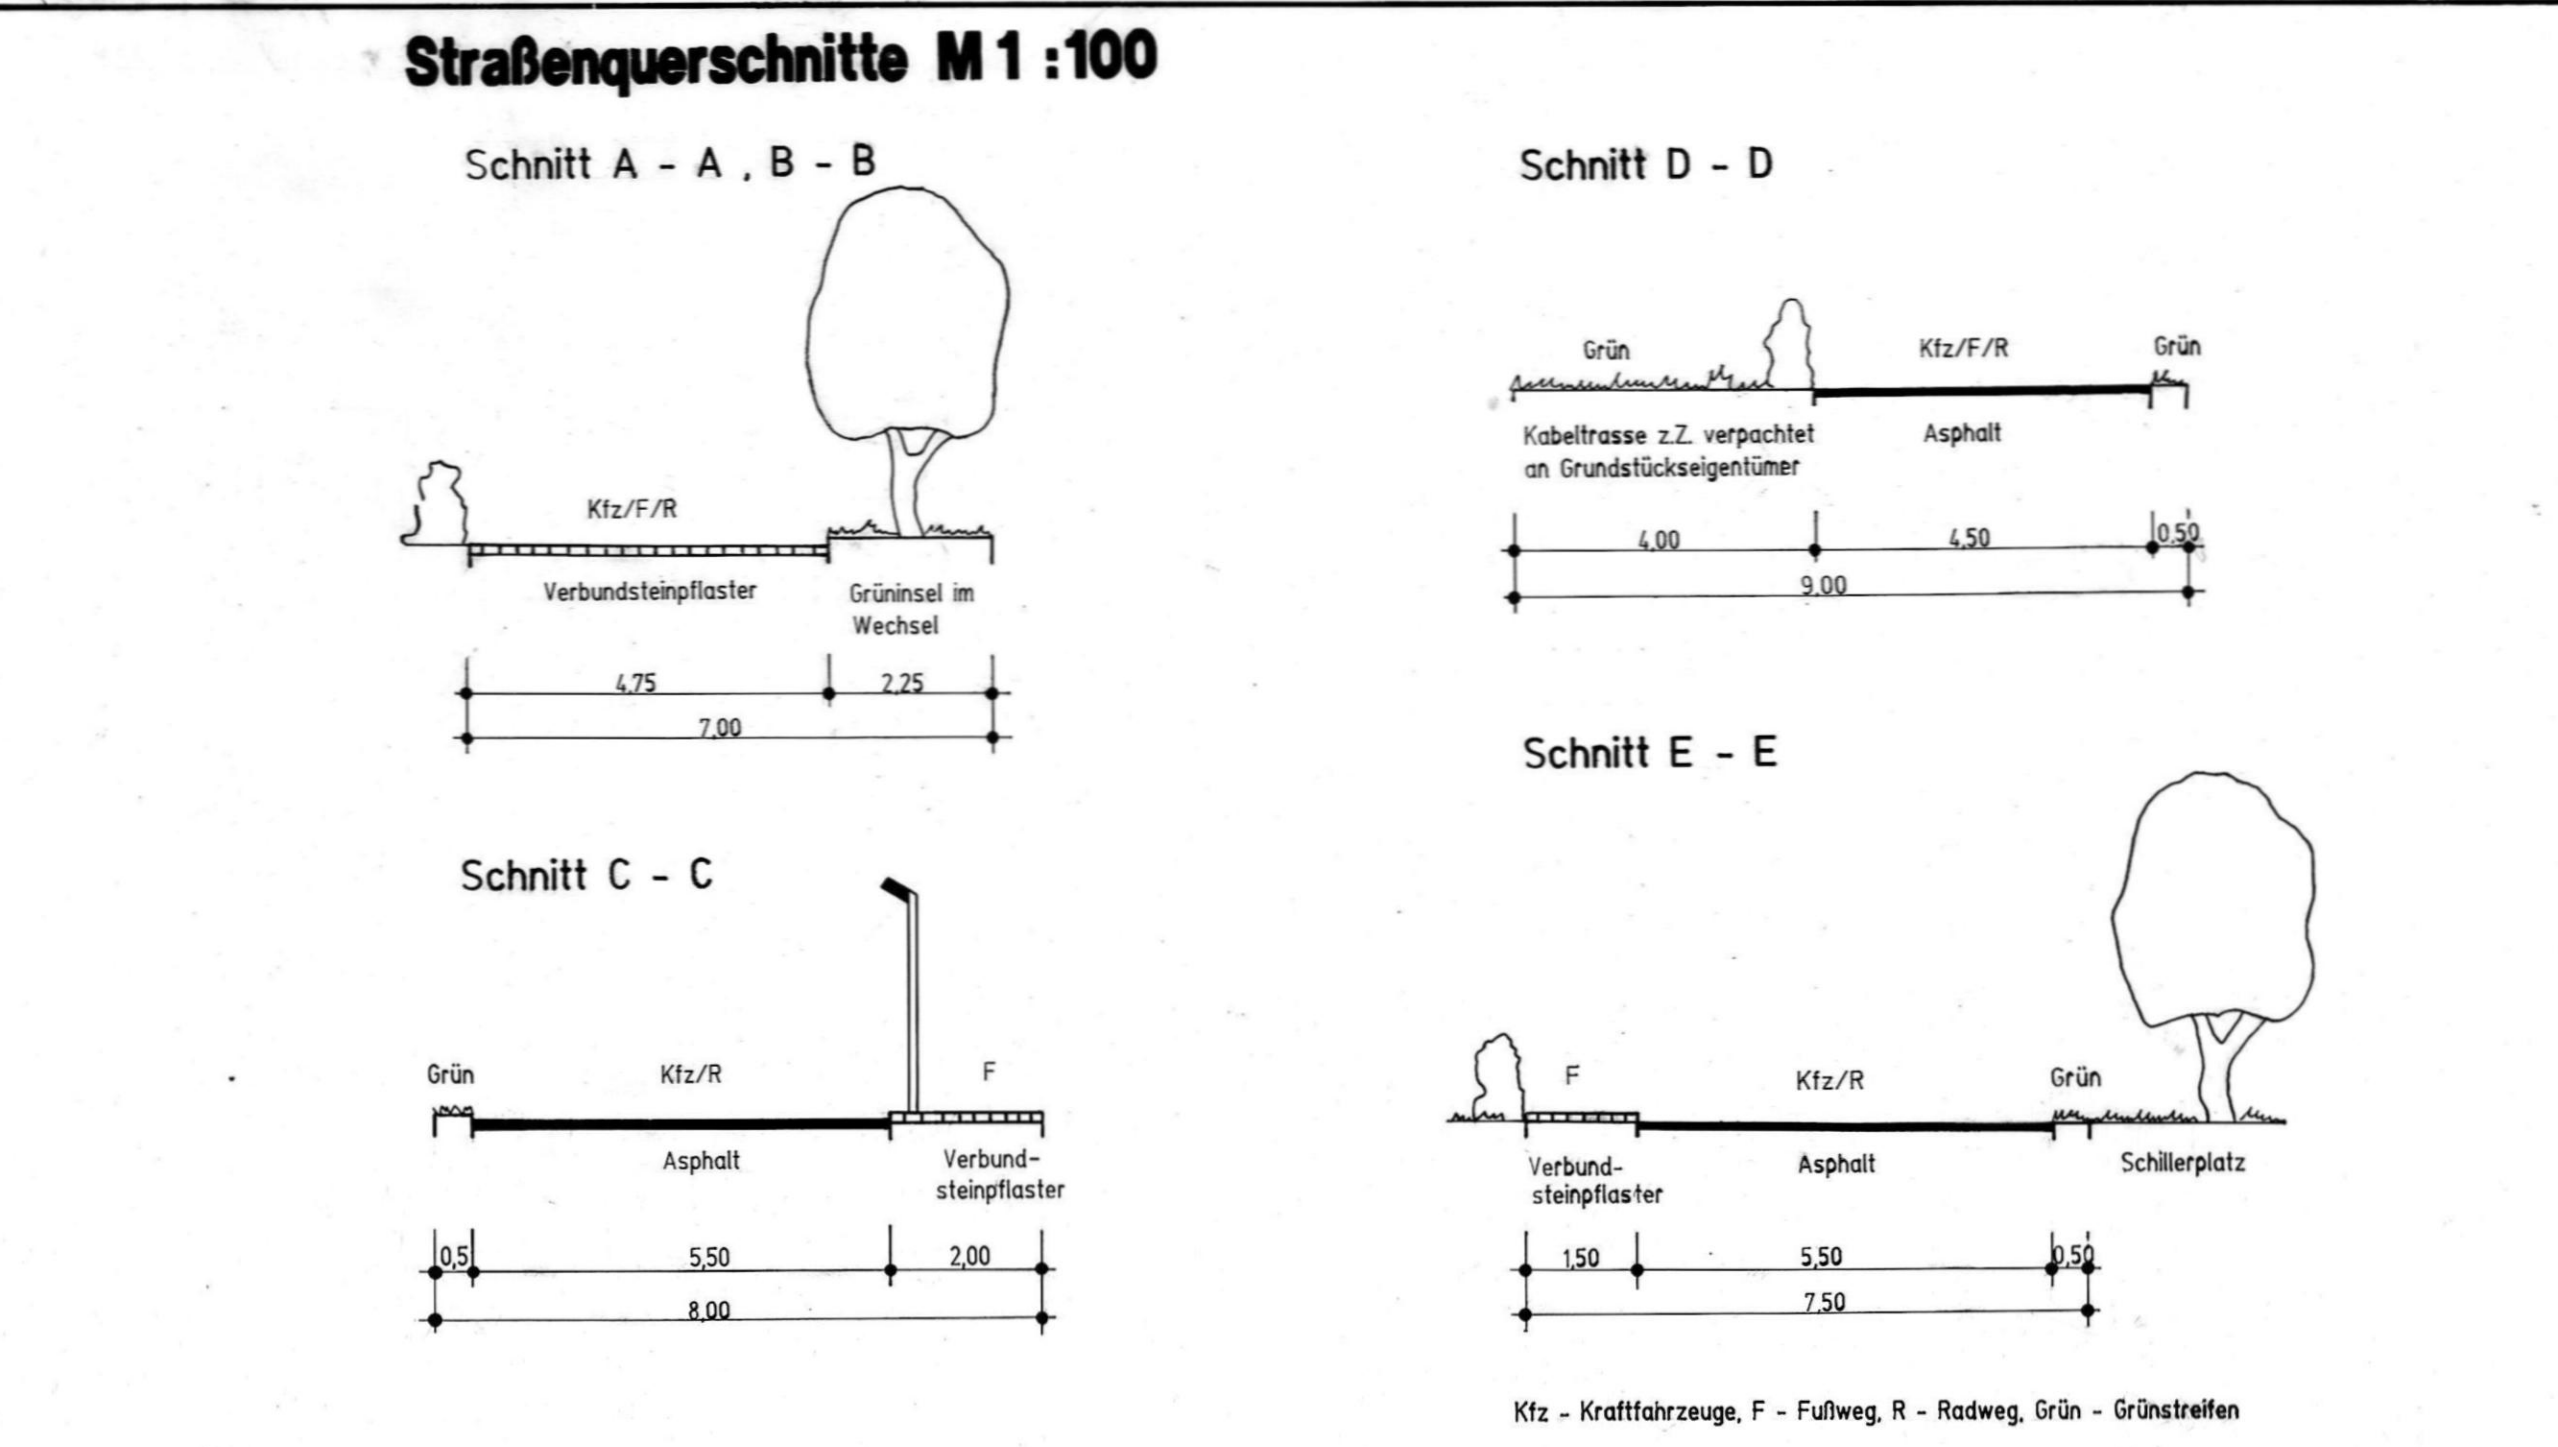 Straßenquerschnitte M 1 : 100
Schnitt A - A , B - B
Kfz/F/R
Verbundsteinpflaster
Grüninsel im
Wechsel
4,75
2,25
7,00
Schnitt C - C
Grün
Kfz/R
F
Asphalt
Verbund-
steinpflaster
0,5
5,50
2,00
8,00
Schnitt D - D
Grün
Kfz/F/R
Grün
Kabeltrasse z.Z. verpachtet
an Grundstückseigentümer
Asphalt
4,00
4,50
0,50
9,00
Schnitt E - E
F
Kfz/R
Grün
Verbund-
steinpflaster
Asphalt
Schillerplatz
1,50
5,50
0,50
7,50
Kfz - Kraftfahrzeuge, F - Fußweg, R - Radweg, Grün - Grünstreifen